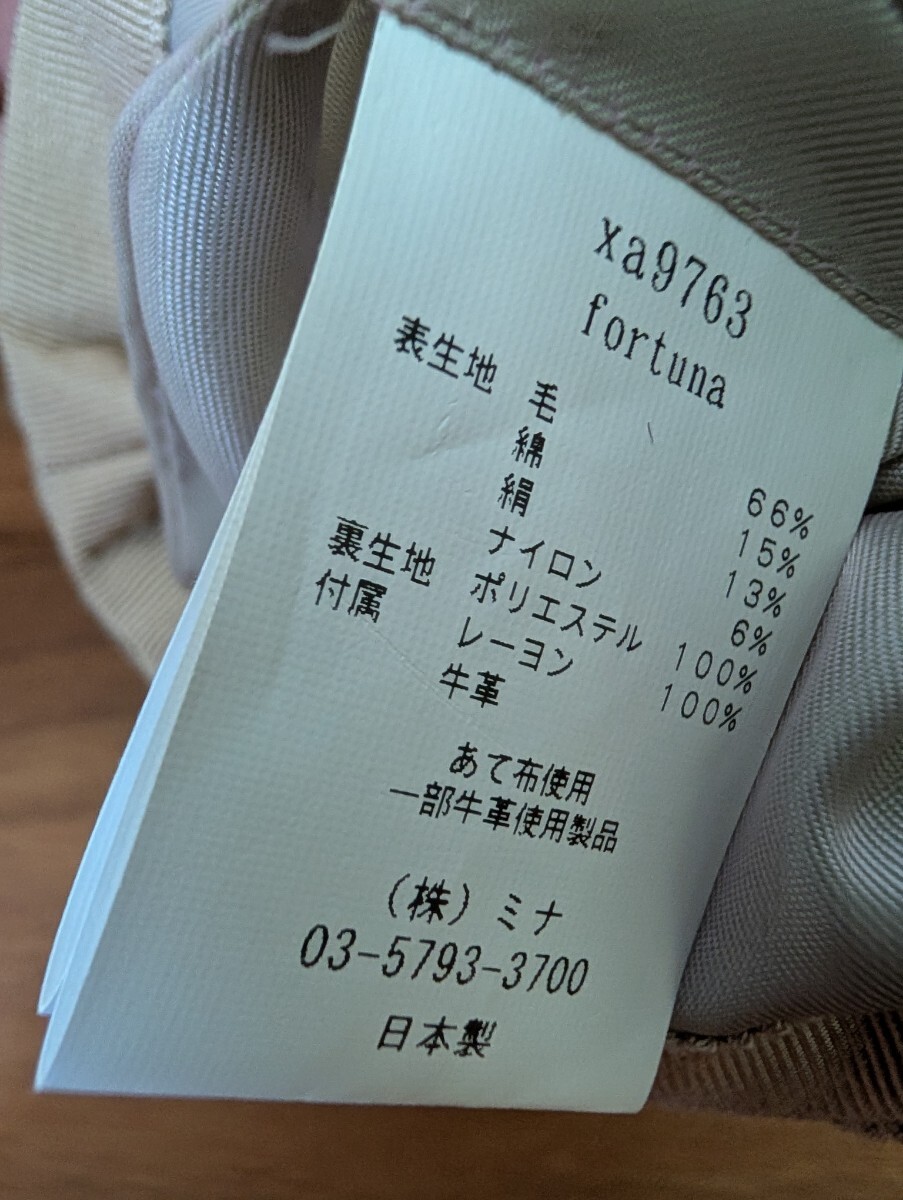 xa9763
fortuna
表生地 毛 66%
綿 15%
絹 13%
ナイロン 6%
裏生地 ポリエステル 100%
付属 レーヨン 100%
牛革
あて布使用
一部牛革使用製品
(株)ミナ
03-5793-3700
日本製